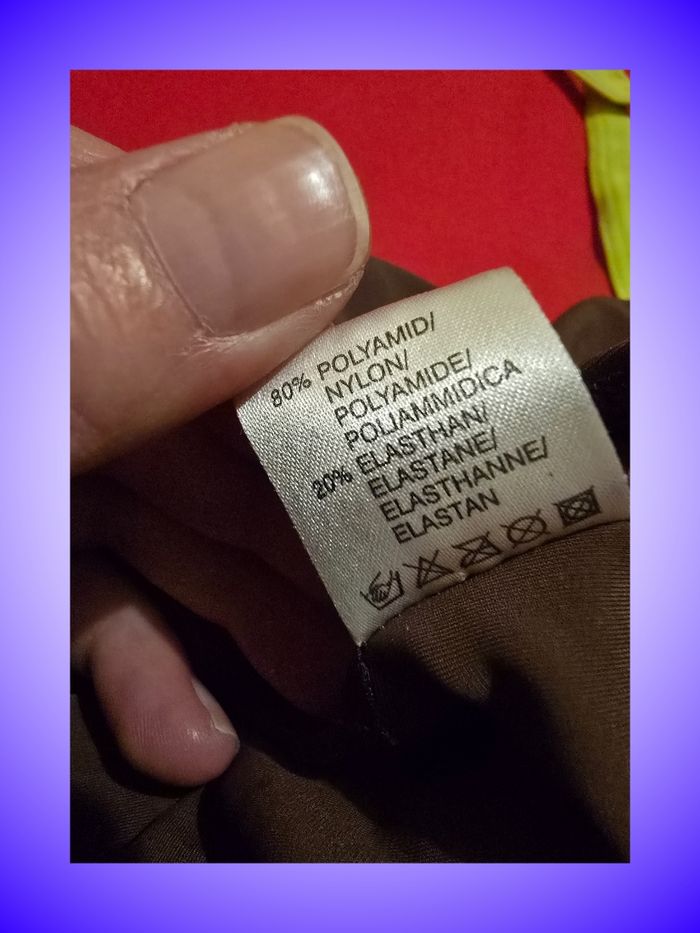 80% POLYAMID/
NYLON/
POLYAMIDE/
POLIAMMIDICA
20% ELASTHAN/
ELASTANE/
ELASTHANNE/
ELASTAN